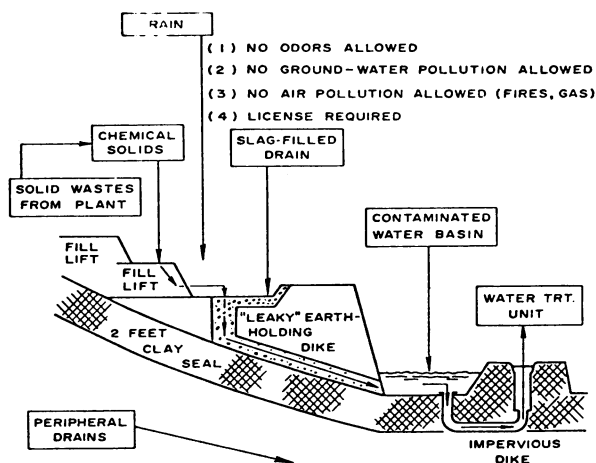 RAIN
(1) NO ODORS ALLOWED
(2) NO GROUND-WATER POLLUTION ALLOWED
(3) NO AIR POLLUTION ALLOWED (FIRES, GAS)
(4) LICENSE REQUIRED
CHEMICAL
SOLIDS
SLAG-FILLED
DRAIN
SOLID WASTES
FROM PLANT
CONTAMINATED
WATER BASIN
FILL
LIFT
FILL
LIFT
WATER TRT.
UNIT
"LEAKY" EARTH-
HOLDING
DIKE
2 FEET
CLAY
SEAL
PERIPHERAL
DRAINS
IMPERVIOUS
DIKE